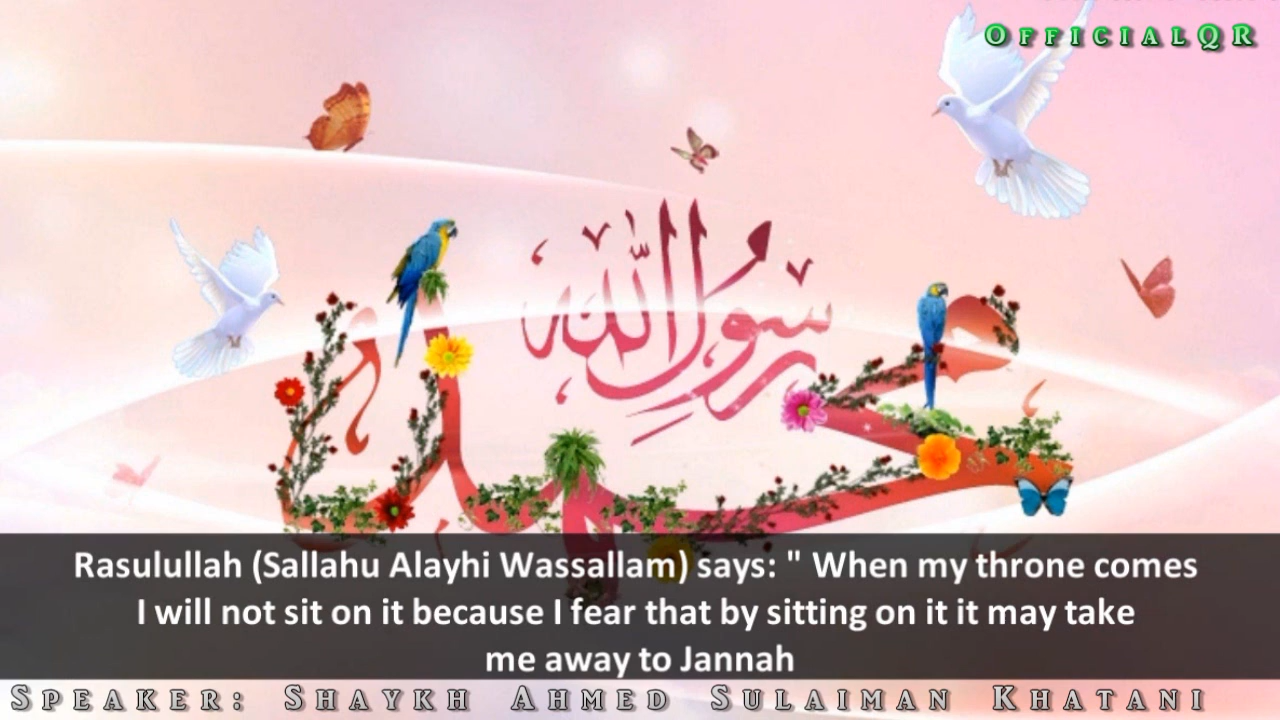 OfficialQR
رسول الله
محمد
Rasulullah (Sallahu Alayhi Wassallam) says: " When my throne comes
I will not sit on it because I fear that by sitting on it it may take
me away to Jannah
Speaker: Shaykh Ahmed Sulaiman Khatani